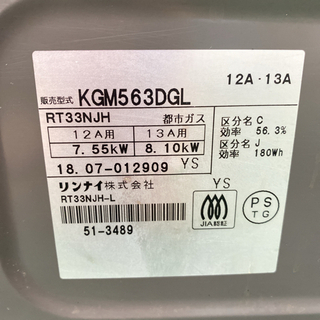 12A・13A
販売型式 KGM563DGL
RT33NJH 都市ガス
12A用 13A用
7.55kW 8.10kW
区分名 C
効率 56.3%
区分名 J
効率 180Wh
18.07-012909 YS
リンナイ株式会社 YS
RT33NJH-L
51-3489
JIA認証
PS
TG